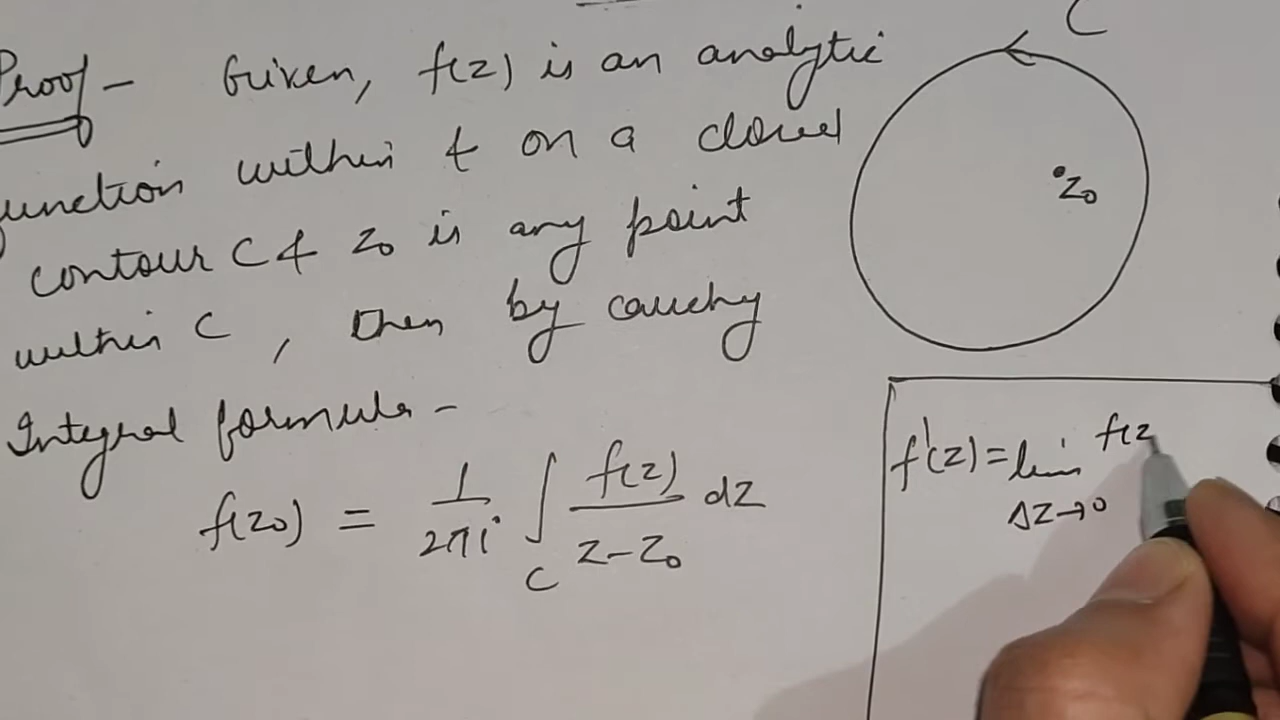 Proof - Given, f(z) is an analytic
function within & on a closed
contour C & z₀ is any point
within C, then by cauchy
Integral formula -
f(z₀) = 1/2πi ∫_C f(z)/z-z₀ dz
C
z₀
f'(z) = lim Δz→0 f(z